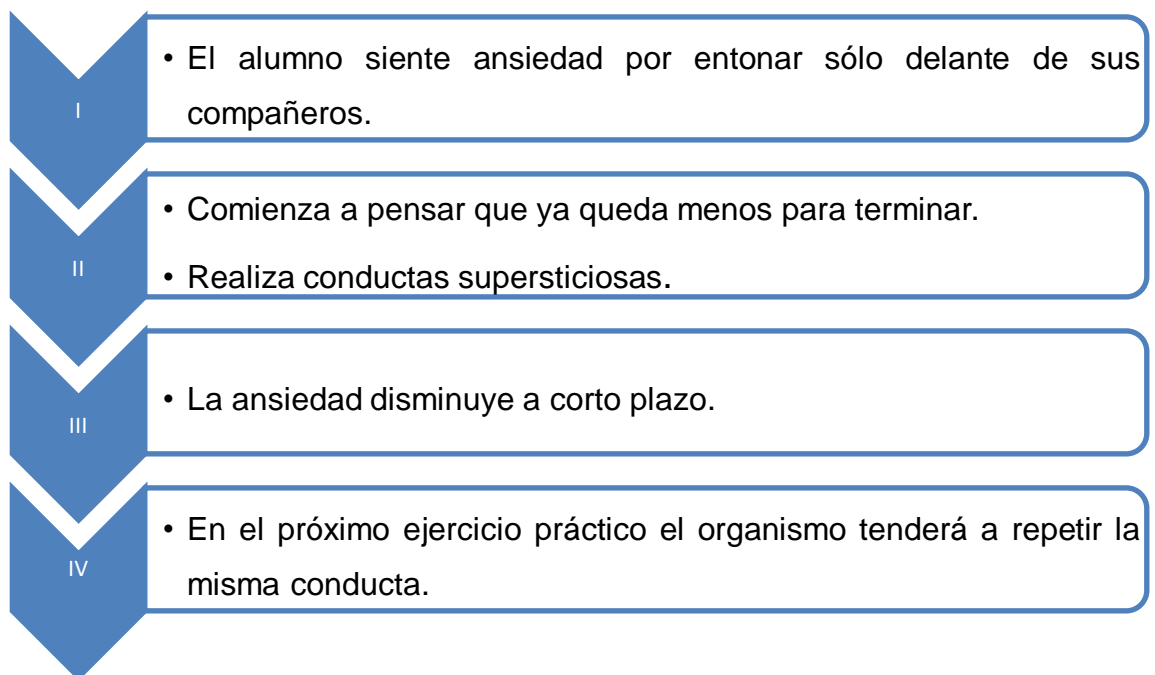 I
• El alumno siente ansiedad por entonar sólo delante de sus
compañeros.
II
• Comienza a pensar que ya queda menos para terminar.
• Realiza conductas supersticiosas.
III
• La ansiedad disminuye a corto plazo.
IV
• En el próximo ejercicio práctico el organismo tenderá a repetir la
misma conducta.